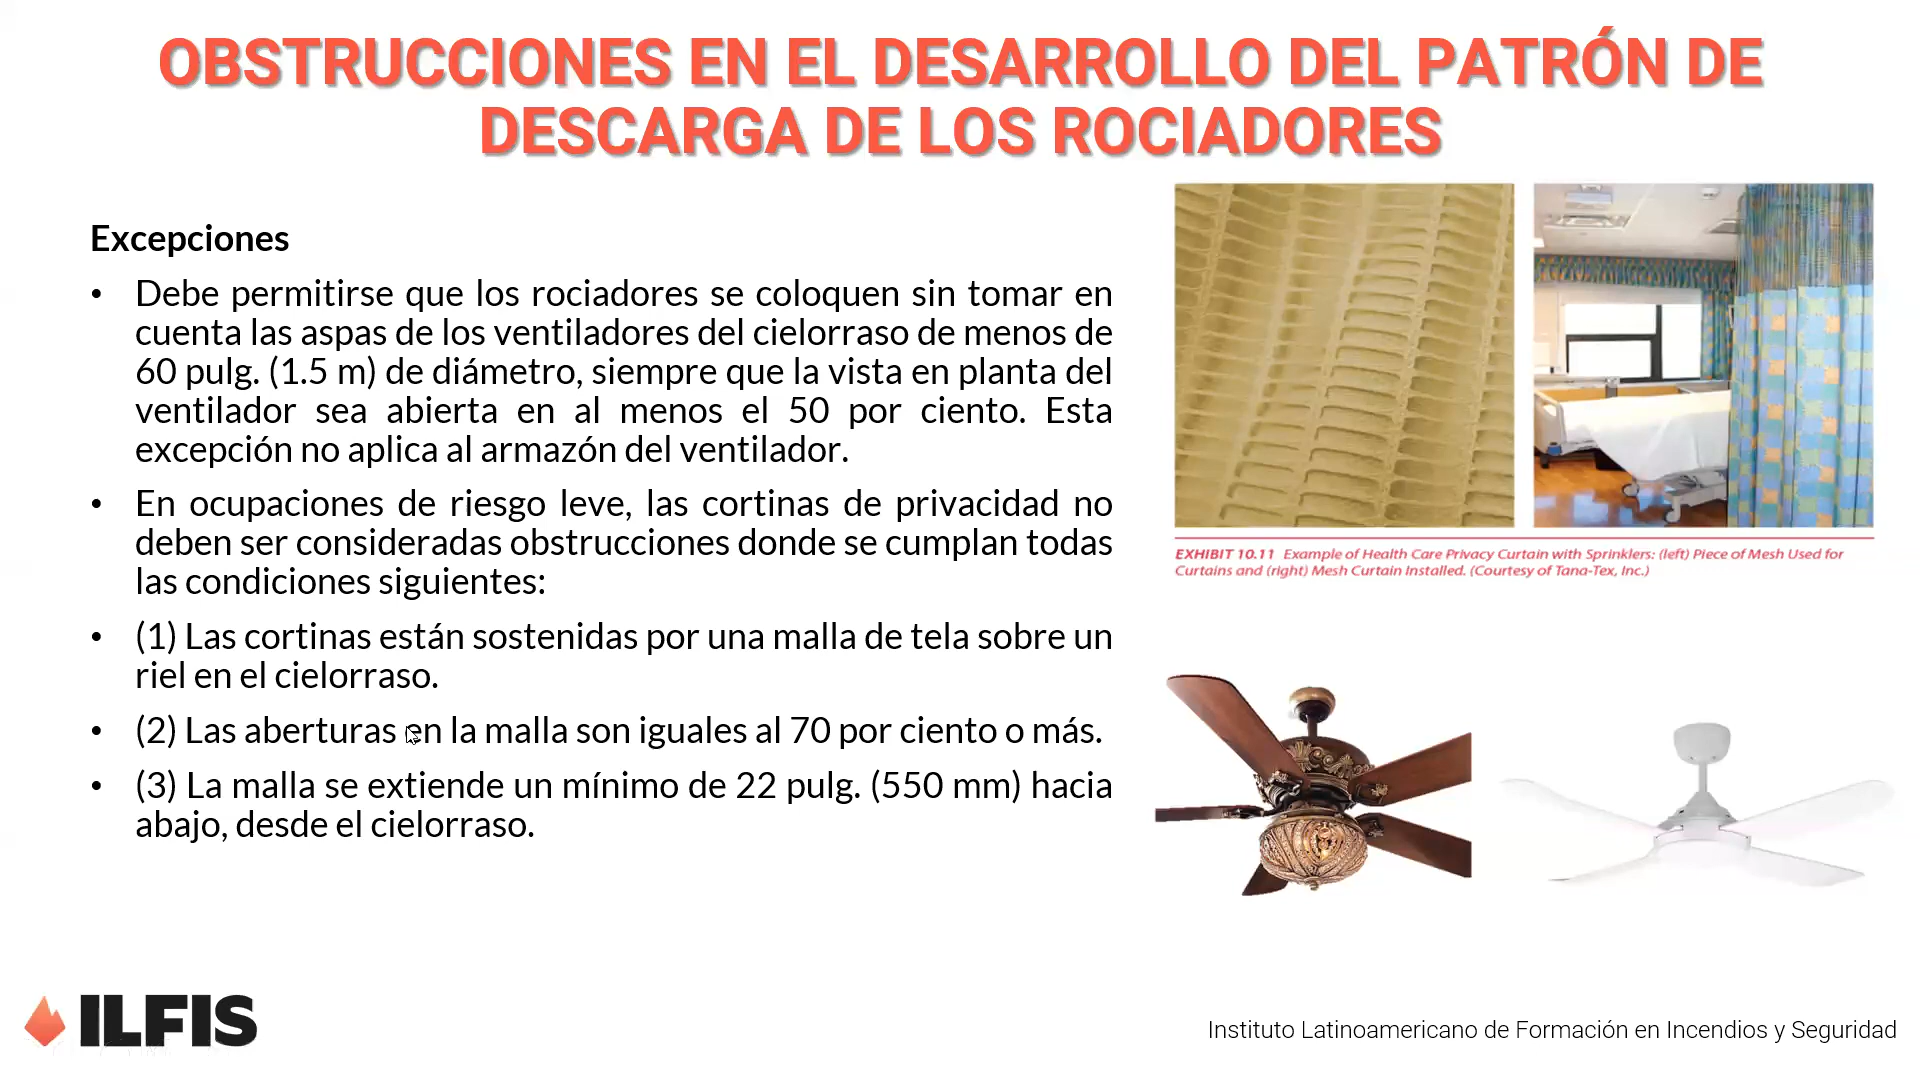 OBSTRUCCIONES EN EL DESARROLLO DEL PATRÓN DE
DESCARGA DE LOS ROCIADORES
Excepciones
• Debe permitirse que los rociadores se coloquen sin tomar en
cuenta las aspas de los ventiladores del cielorraso de menos de
60 pulg. (1.5 m) de diámetro, siempre que la vista en planta del
ventilador sea abierta en al menos el 50 por ciento. Esta
excepción no aplica al armazón del ventilador.
• En ocupaciones de riesgo leve, las cortinas de privacidad no
deben ser consideradas obstrucciones donde se cumplan todas
las condiciones siguientes:
• (1) Las cortinas están sostenidas por una malla de tela sobre un
riel en el cielorraso.
• (2) Las aberturas en la malla son iguales al 70 por ciento o más.
• (3) La malla se extiende un mínimo de 22 pulg. (550 mm) hacia
abajo, desde el cielorraso.
EXHIBIT 10.11 Example of Health Care Privacy Curtain with Sprinklers: (left) Piece of Mesh Used for
Curtains and (right) Mesh Curtain Installed. (Courtesy of Tana-Tex, Inc.)
ILFIS
Instituto Latinoamericano de Formación en Incendios y Seguridad